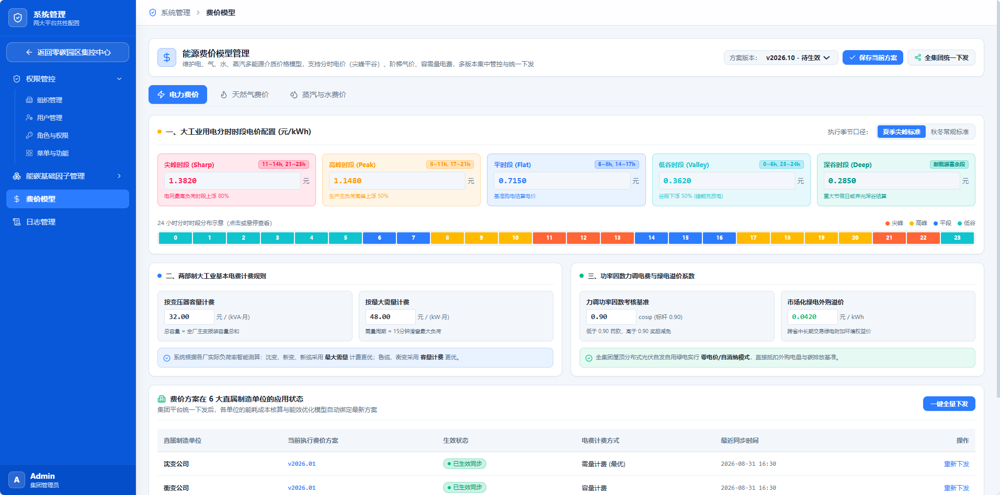 系统管理
两大平台共性配置
返回零碳园区集控中心
权限管控
组织管理
用户管理
角色与权限
菜单与功能
能碳基础因子管理
费价模型
日志管理
A
Admin
集团管理员
系统管理 > 费价模型
能源费价模型管理
维护电、气、水、蒸汽多能源介质价格模型，支持分时电价（尖峰平谷）、阶梯气价、容需量电费，多版本集中管控与统一下发
方案版本： v2026.10 - 待生效
保存当前方案
全集团统一下发
电力费价
天然气费价
蒸汽与水费价
一、大工业用电分时时段电价配置 (元/kWh)
执行季节口径： 夏季尖峰标准 秋冬常规标准
尖峰时段 (Sharp) 11~14h, 21~23h
1.3820 元
电网最高负荷时段上浮 80%
高峰时段 (Peak) 8~11h, 17~21h
1.1480 元
生产主负荷高峰上浮 50%
平时段 (Flat) 6~8h, 14~17h
0.7150 元
基准购电结算电价
低谷时段 (Valley) 0~6h, 23~24h
0.3620 元
谷段下浮 50% (储能充放电)
深谷时段 (Deep) 新能源富余段
0.2850 元
重大节假日或弃光深谷结算
24 小时分时时段分布示意（点击或悬停查看）
尖峰 高峰 平段 低谷
0 1 2 3 4 5 6 7 8 9 10 11 12 13 14 15 16 17 18 19 20 21 22 23
二、两部制大工业基本电费计费规则
按变压器容量计费
32.00 元 / (kVA·月)
总容量 = 全厂主变报装容量总和
按最大需量计费
48.00 元 / (kW·月)
需量周期 = 15分钟滑窗最大负荷
系统根据各厂实际负荷率智能测算：沈变、新变、新缆采用 最大需量 计费更优；鲁缆、衡变采用 容量计费 更优。
三、功率因数力调电费与绿电溢价系数
力调功率因数考核基准
0.90 cosφ (标杆 0.90)
低于 0.90 罚款，高于 0.90 奖励减免
市场化绿电外购溢价
0.0420 元 / kWh
跨省中长期交易绿电附加环境权益价
全集团屋顶分布式光伏自发自用绿电实行 零电价/自消纳模式，直接抵扣外购电量与碳排放基准。
费价方案在 6 大直属制造单位的应用状态
集团平台统一下发后，各单位的能耗成本核算与能效优化模型自动绑定最新方案
一键全量下发
直属制造单位 当前执行费价方案 生效状态 电费计费方式 最近同步时间 操作
沈变公司 v2026.01 已生效同步 需量计费 (最优) 2026-08-31 16:30 重新下发
衡变公司 v2026.01 已生效同步 容量计费 2026-08-31 16:30 重新下发